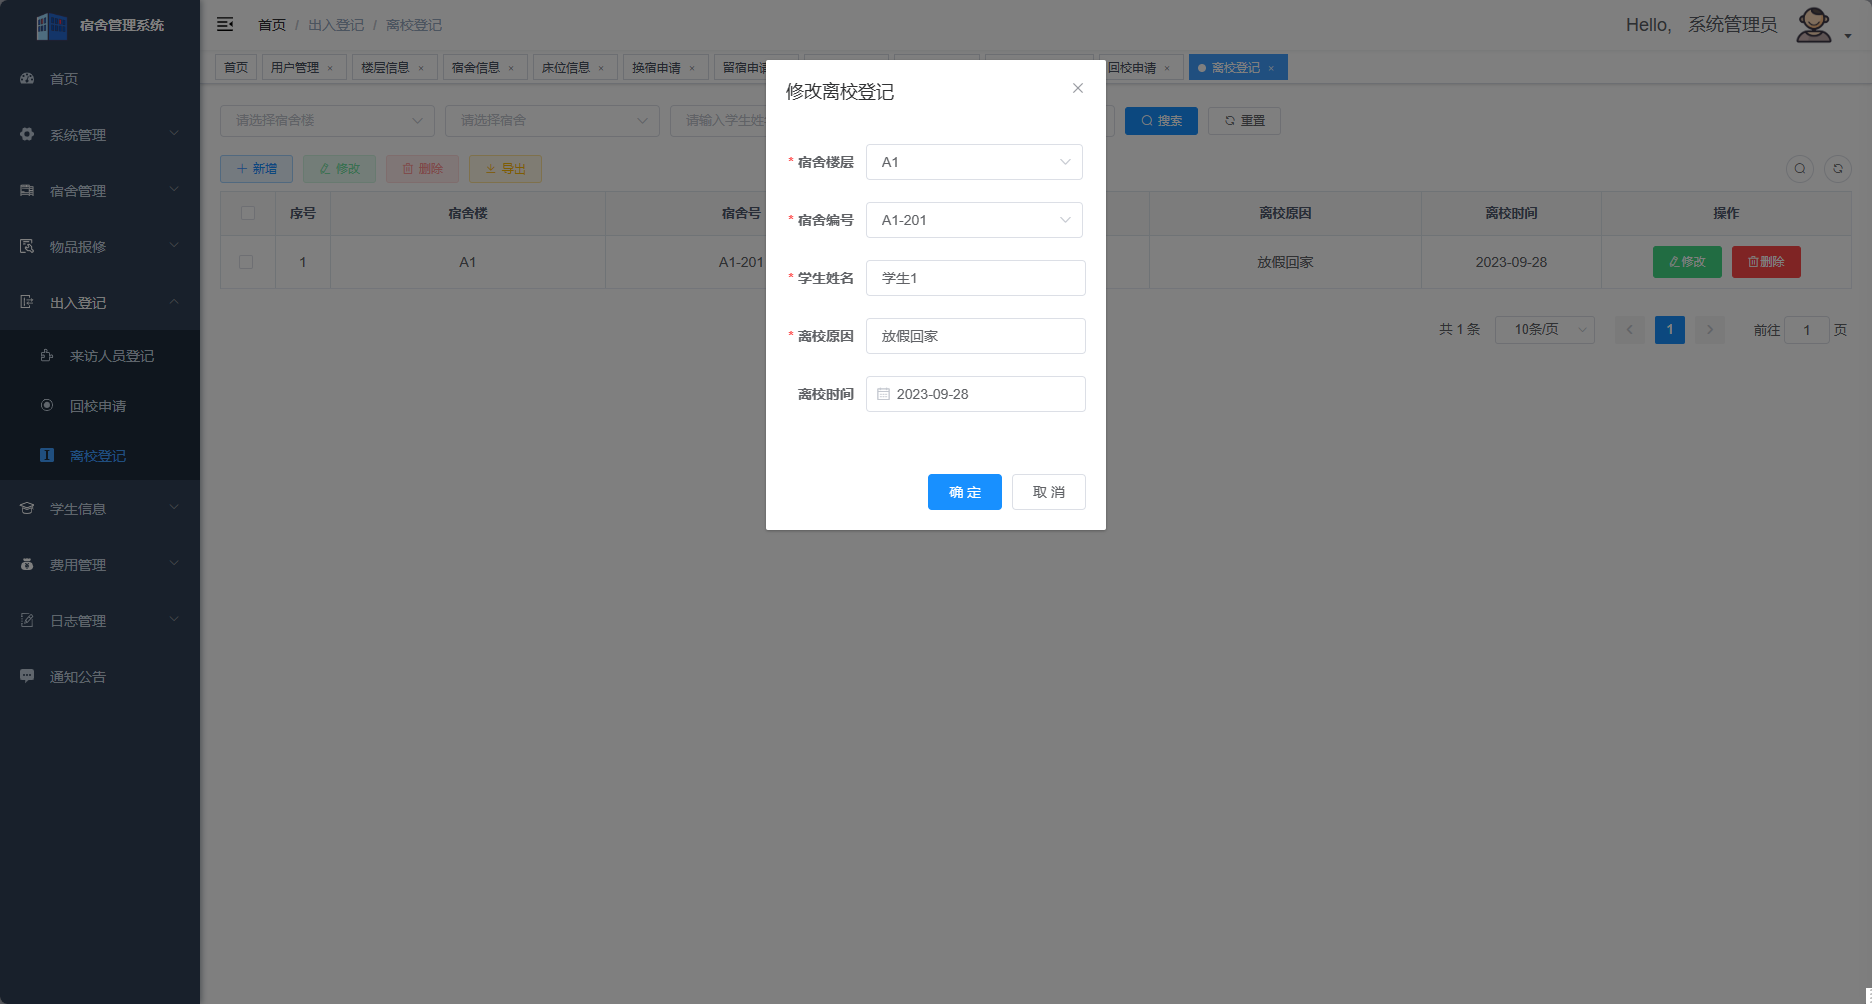 宿舍管理系统
首页 / 出入登记 / 离校登记
Hello, 系统管理员
首页
用户管理 ×
楼层信息 ×
宿舍信息 ×
床位信息 ×
换宿申请 ×
留宿申请
回校申请 ×
离校登记 ×
首页
系统管理
宿舍管理
物品报修
出入登记
来访人员登记
回校申请
离校登记
学生信息
费用管理
日志管理
通知公告
请选择宿舍楼
请选择宿舍
请输入学生姓
搜索
重置
新增
修改
删除
导出
序号 宿舍楼 宿舍号 离校原因 离校时间 操作
1 A1 A1-201 放假回家 2023-09-28 修改 删除
共 1 条 10条/页 1 前往 1 页
修改离校登记
* 宿舍楼层 A1
* 宿舍编号 A1-201
* 学生姓名 学生1
* 离校原因 放假回家
离校时间 2023-09-28
确 定 取 消